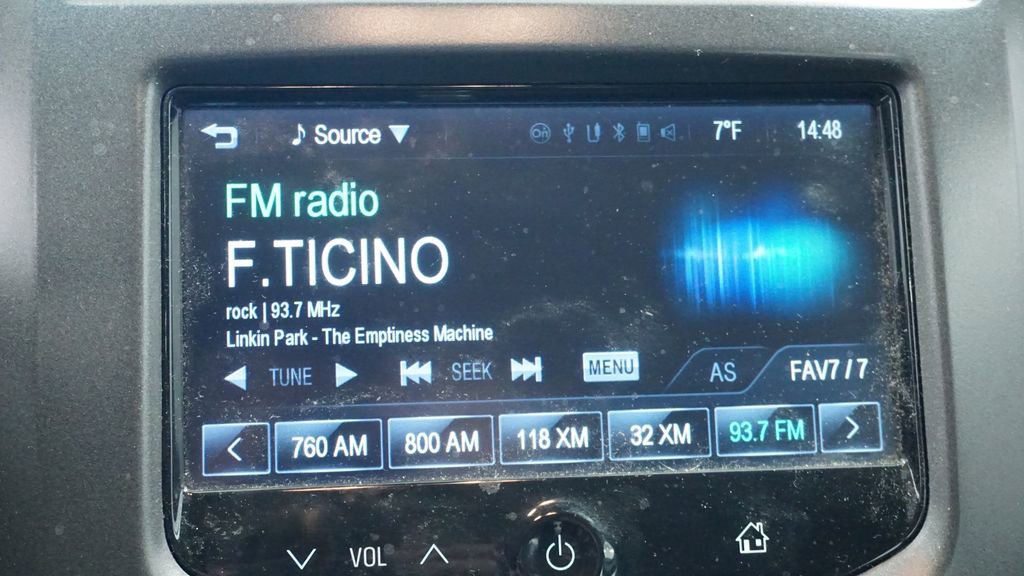 Source 7°F 14:48
FM radio
F.TICINO
rock | 93.7 MHz
Linkin Park - The Emptiness Machine
TUNE SEEK MENU AS FAV7 / 7
< 760 AM 800 AM 118 XM 32 XM 93.7 FM >
VOL